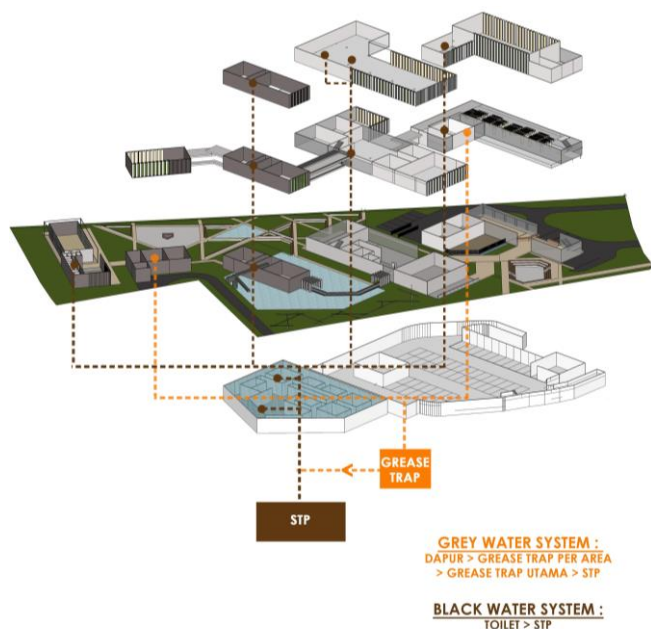 GREASE
TRAP
STP
GREY WATER SYSTEM :
DAPUR > GREASE TRAP PER AREA
> GREASE TRAP UTAMA > STP
BLACK WATER SYSTEM :
TOILET > STP